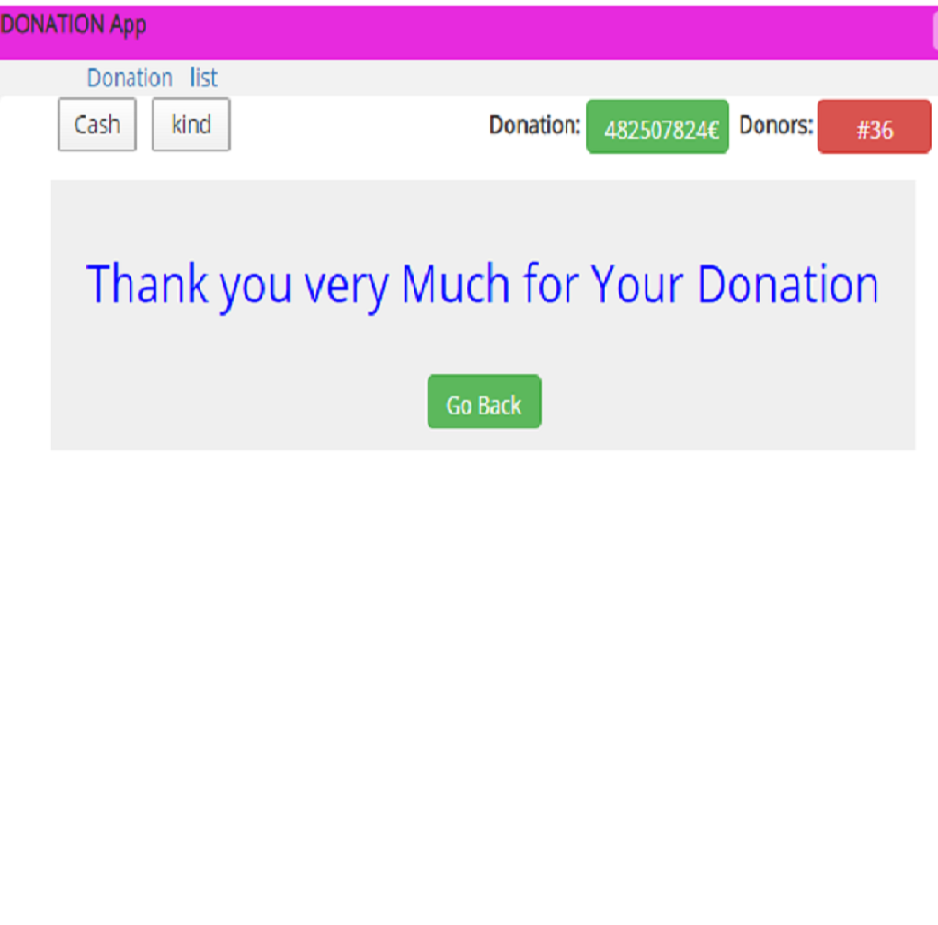 DONATION App
Donation list
Cash kind Donation: 482507824€ Donors: #36
Thank you very Much for Your Donation
Go Back